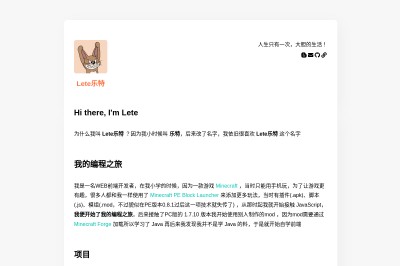 人生只有一次，大胆的生活！
Lete乐特
Hi there, I'm Lete
为什么我叫 Lete乐特 ？因为我小时候叫 乐特，后来改了名字，我依旧很喜欢 Lete乐特 这个名字
我的编程之旅
我是一名WEB前端开发者，在我小学的时候，因为一款游戏 Minecraft ，当时只能用手机玩，为了让游戏更
有趣，很多人都和我一样使用了 Minecraft PE Block Launcher 来添加更多玩法，当时有插件(.apk)、脚本
(.js)、模组(.mod，不过貌似在PE版本0.8.1过后这一项技术就失传了)，从那时起我就开始接触 JavaScript，
我便开始了我的编程之旅。后来接触了PC版的 1.7.10 版本我开始使用别人制作的mod ，因为mod需要通过
Minecraft Forge 加载所以学习了 Java 而后来我发现我并不是学 Java 的料，于是就开始自学前端
项目